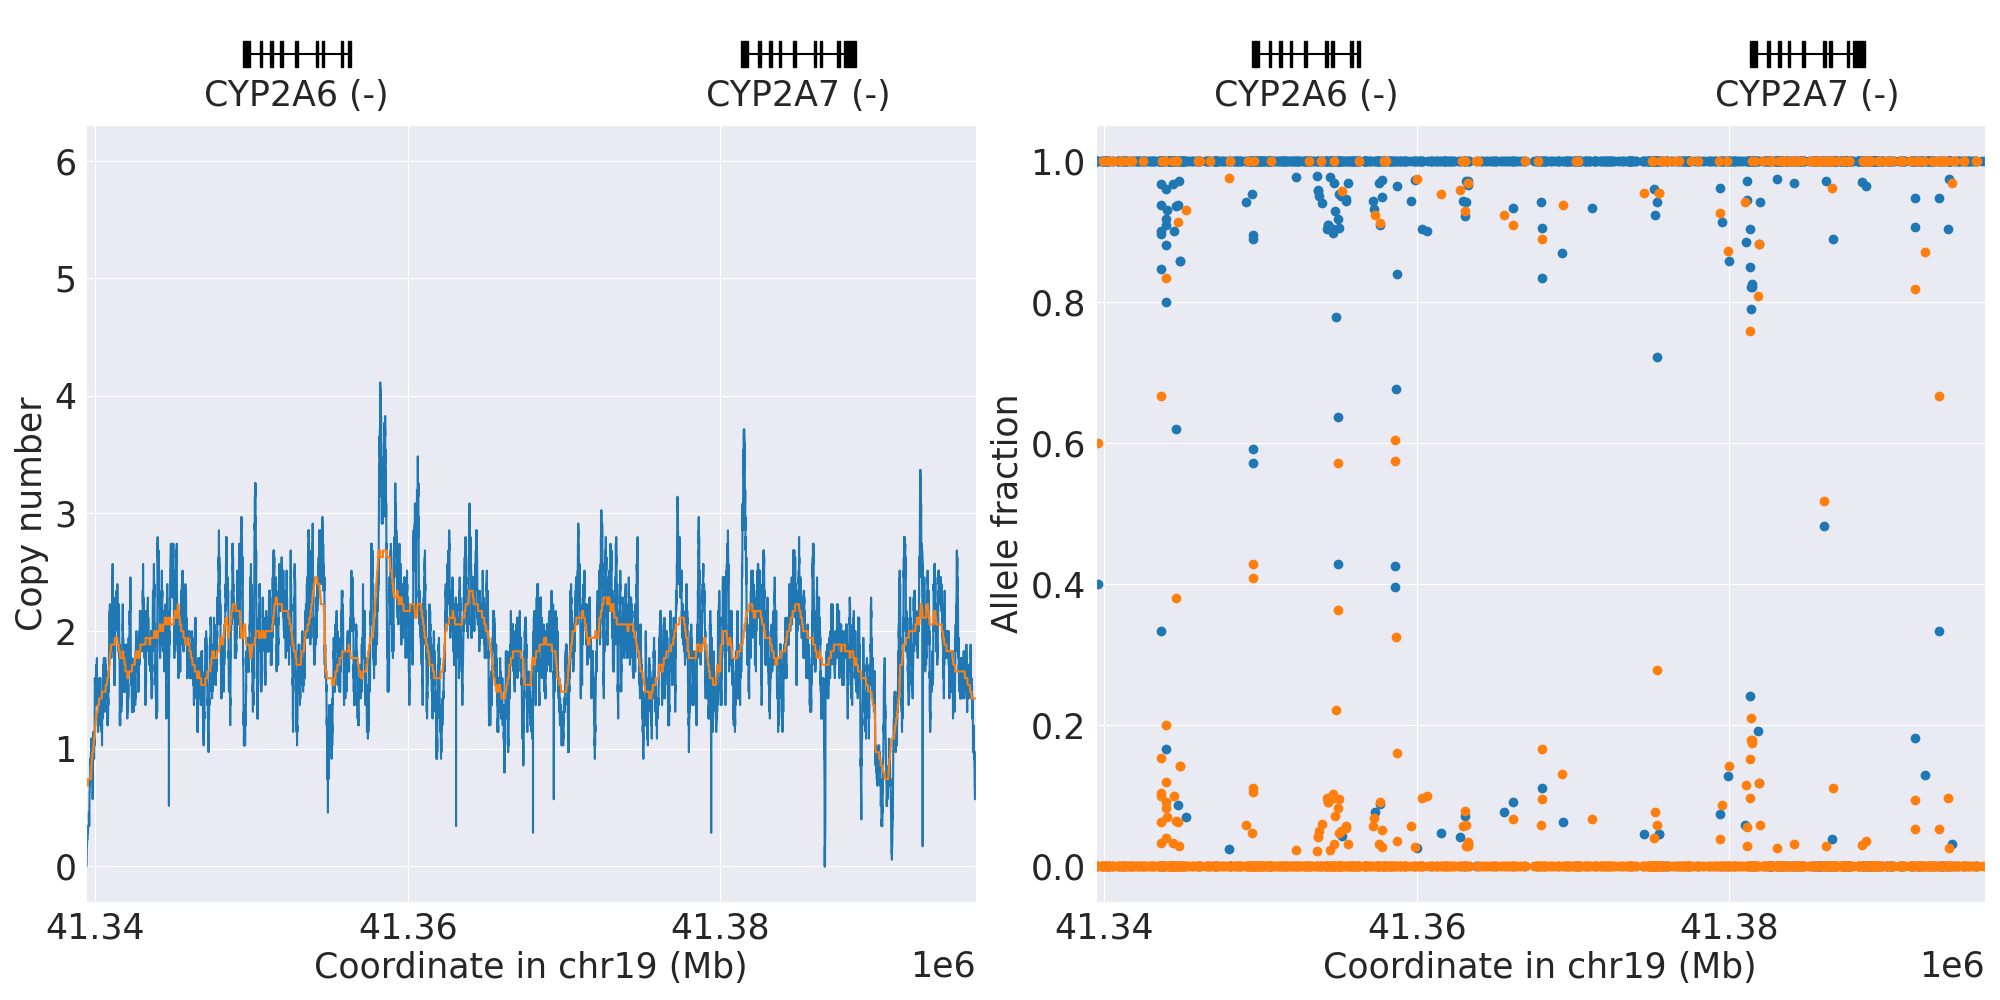 CYP2A6 (-)
CYP2A7 (-)
6
5
4
3
2
1
0
Copy number
41.34
41.36
41.38
Coordinate in chr19 (Mb)
1e6
CYP2A6 (-)
CYP2A7 (-)
1.0
0.8
0.6
0.4
0.2
0.0
Allele fraction
41.34
41.36
41.38
Coordinate in chr19 (Mb)
1e6